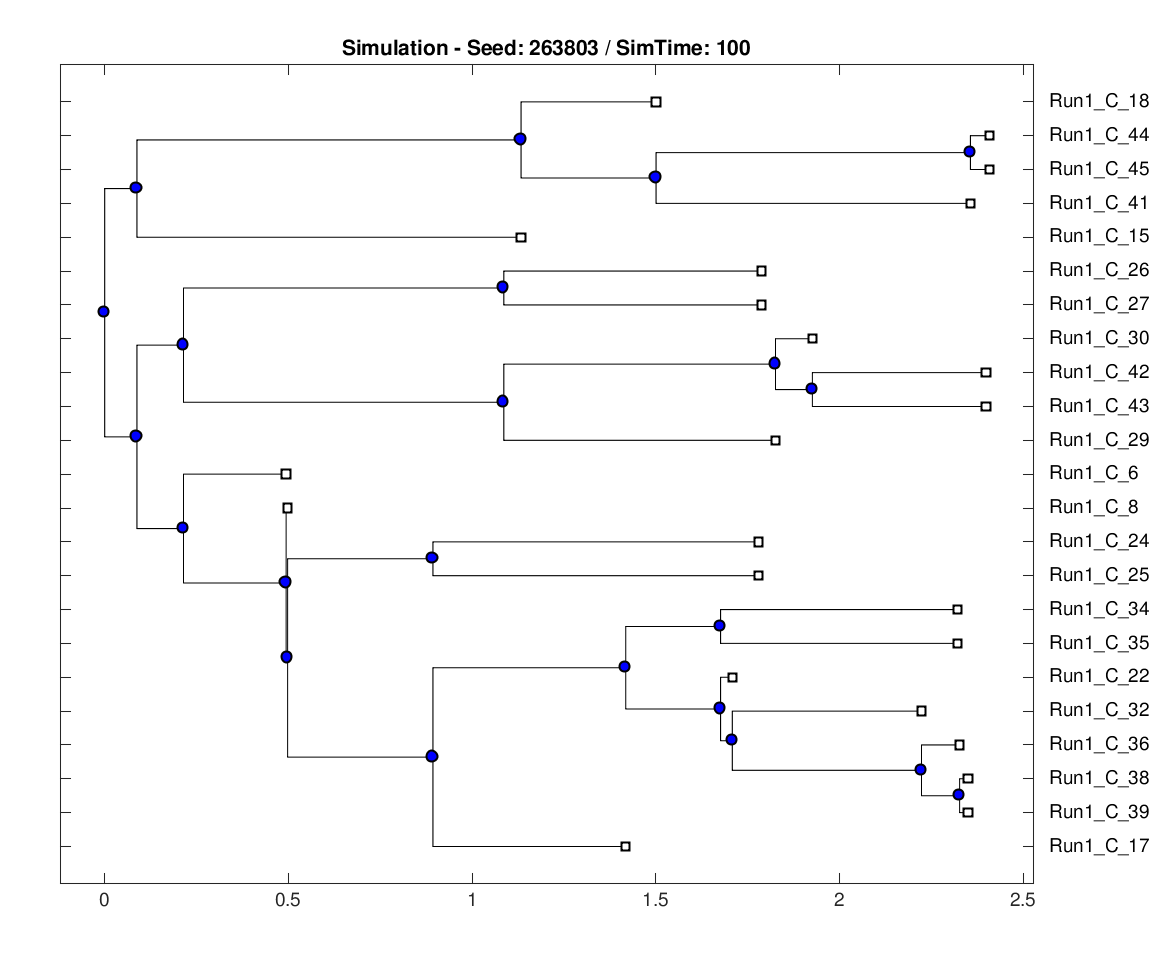 Simulation - Seed: 263803 / SimTime: 100
Run1_C_18
Run1_C_44
Run1_C_45
Run1_C_41
Run1_C_15
Run1_C_26
Run1_C_27
Run1_C_30
Run1_C_42
Run1_C_43
Run1_C_29
Run1_C_6
Run1_C_8
Run1_C_24
Run1_C_25
Run1_C_34
Run1_C_35
Run1_C_22
Run1_C_32
Run1_C_36
Run1_C_38
Run1_C_39
Run1_C_17
0 0.5 1 1.5 2 2.5